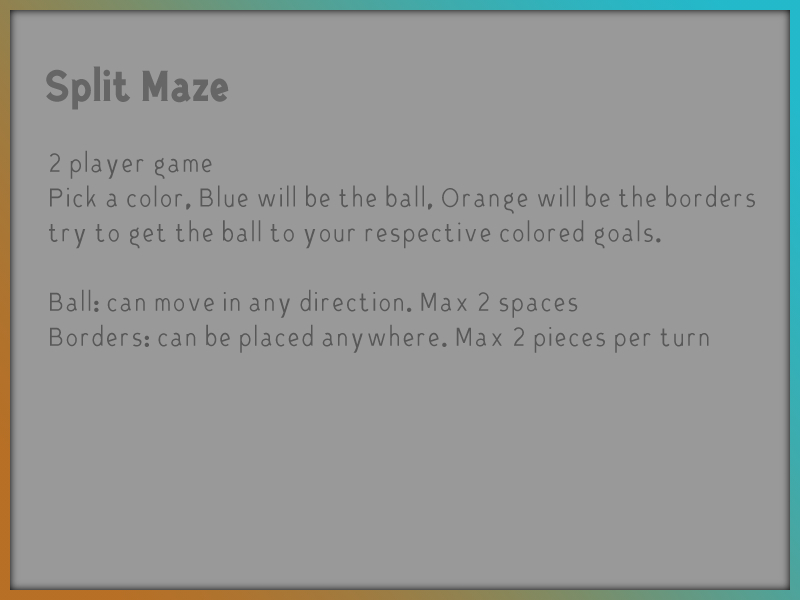 Split Maze
2 player game
Pick a color, Blue will be the ball, Orange will be the borders
try to get the ball to your respective colored goals.
Ball: can move in any direction. Max 2 spaces
Borders: can be placed anywhere. Max 2 pieces per turn